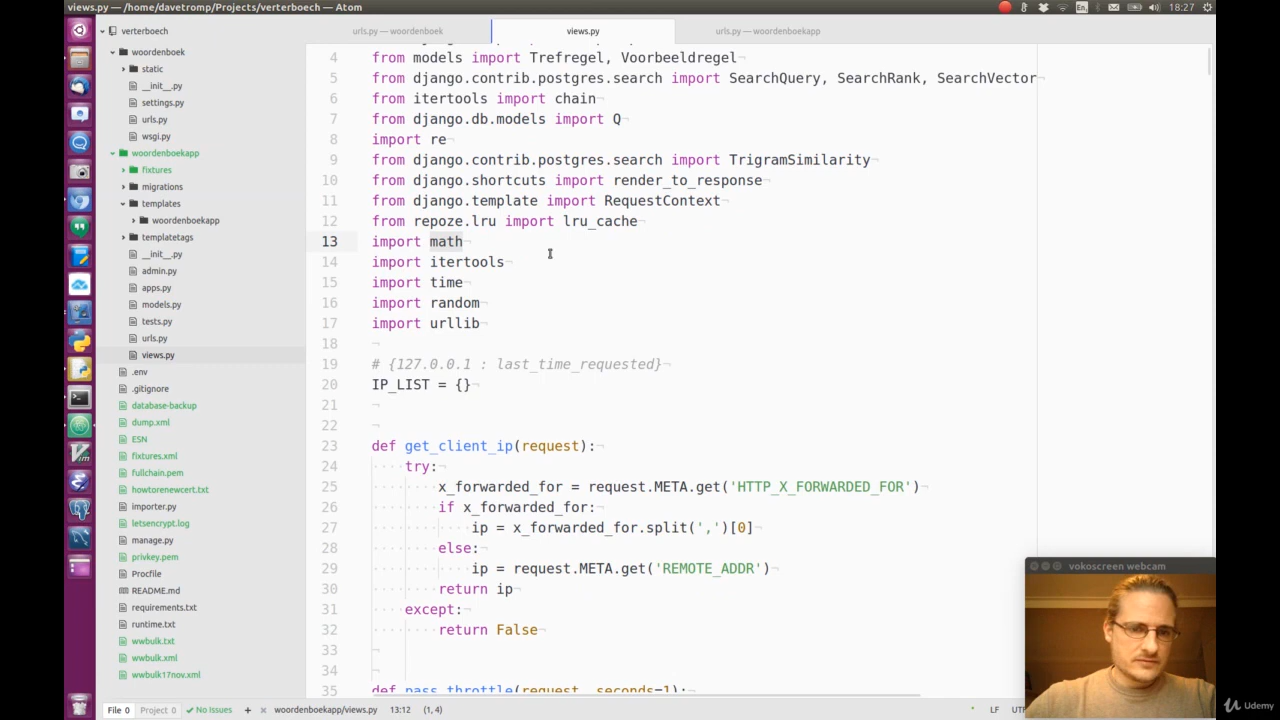 views.py — /home/davetromp/Projects/verterboech — Atom
En
18:27
verterboech
woordenboek
static
__init__.py
settings.py
urls.py
wsgi.py
woordenboekapp
fixtures
migrations
templates
woordenboekapp
templatetags
__init__.py
admin.py
apps.py
models.py
tests.py
urls.py
views.py
.env
.gitignore
database-backup
dump.xml
ESN
fixtures.xml
fullchain.pem
howtorenewcert.txt
importer.py
letsencrypt.log
manage.py
privkey.pem
Procfile
README.md
requirements.txt
runtime.txt
wwbulk.txt
wwbulk.xml
wwbulk17nov.xml
urls.py — woordenboek
views.py
urls.py — woordenboekapp
4 from models import Trefregel, Voorbeeldregel
5 from django.contrib.postgres.search import SearchQuery, SearchRank, SearchVector
6 from itertools import chain
7 from django.db.models import Q
8 import re
9 from django.contrib.postgres.search import TrigramSimilarity
10 from django.shortcuts import render_to_response
11 from django.template import RequestContext
12 from repoze.lru import lru_cache
13 import math
14 import itertools
15 import time
16 import random
17 import urllib
18
19 # {127.0.0.1 : last_time_requested}
20 IP_LIST = {}
21
22
23 def get_client_ip(request):
24 try:
25 x_forwarded_for = request.META.get('HTTP_X_FORWARDED_FOR')
26 if x_forwarded_for:
27 ip = x_forwarded_for.split(',')[0]
28 else:
29 ip = request.META.get('REMOTE_ADDR')
30 return ip
31 except:
32 return False
33
34
35 def pass_throttle(request, seconds=1):
vokoscreen webcam
File 0 Project 0 No Issues + × woordenboekapp/views.py 13:12 (1, 4)
LF
Udemy